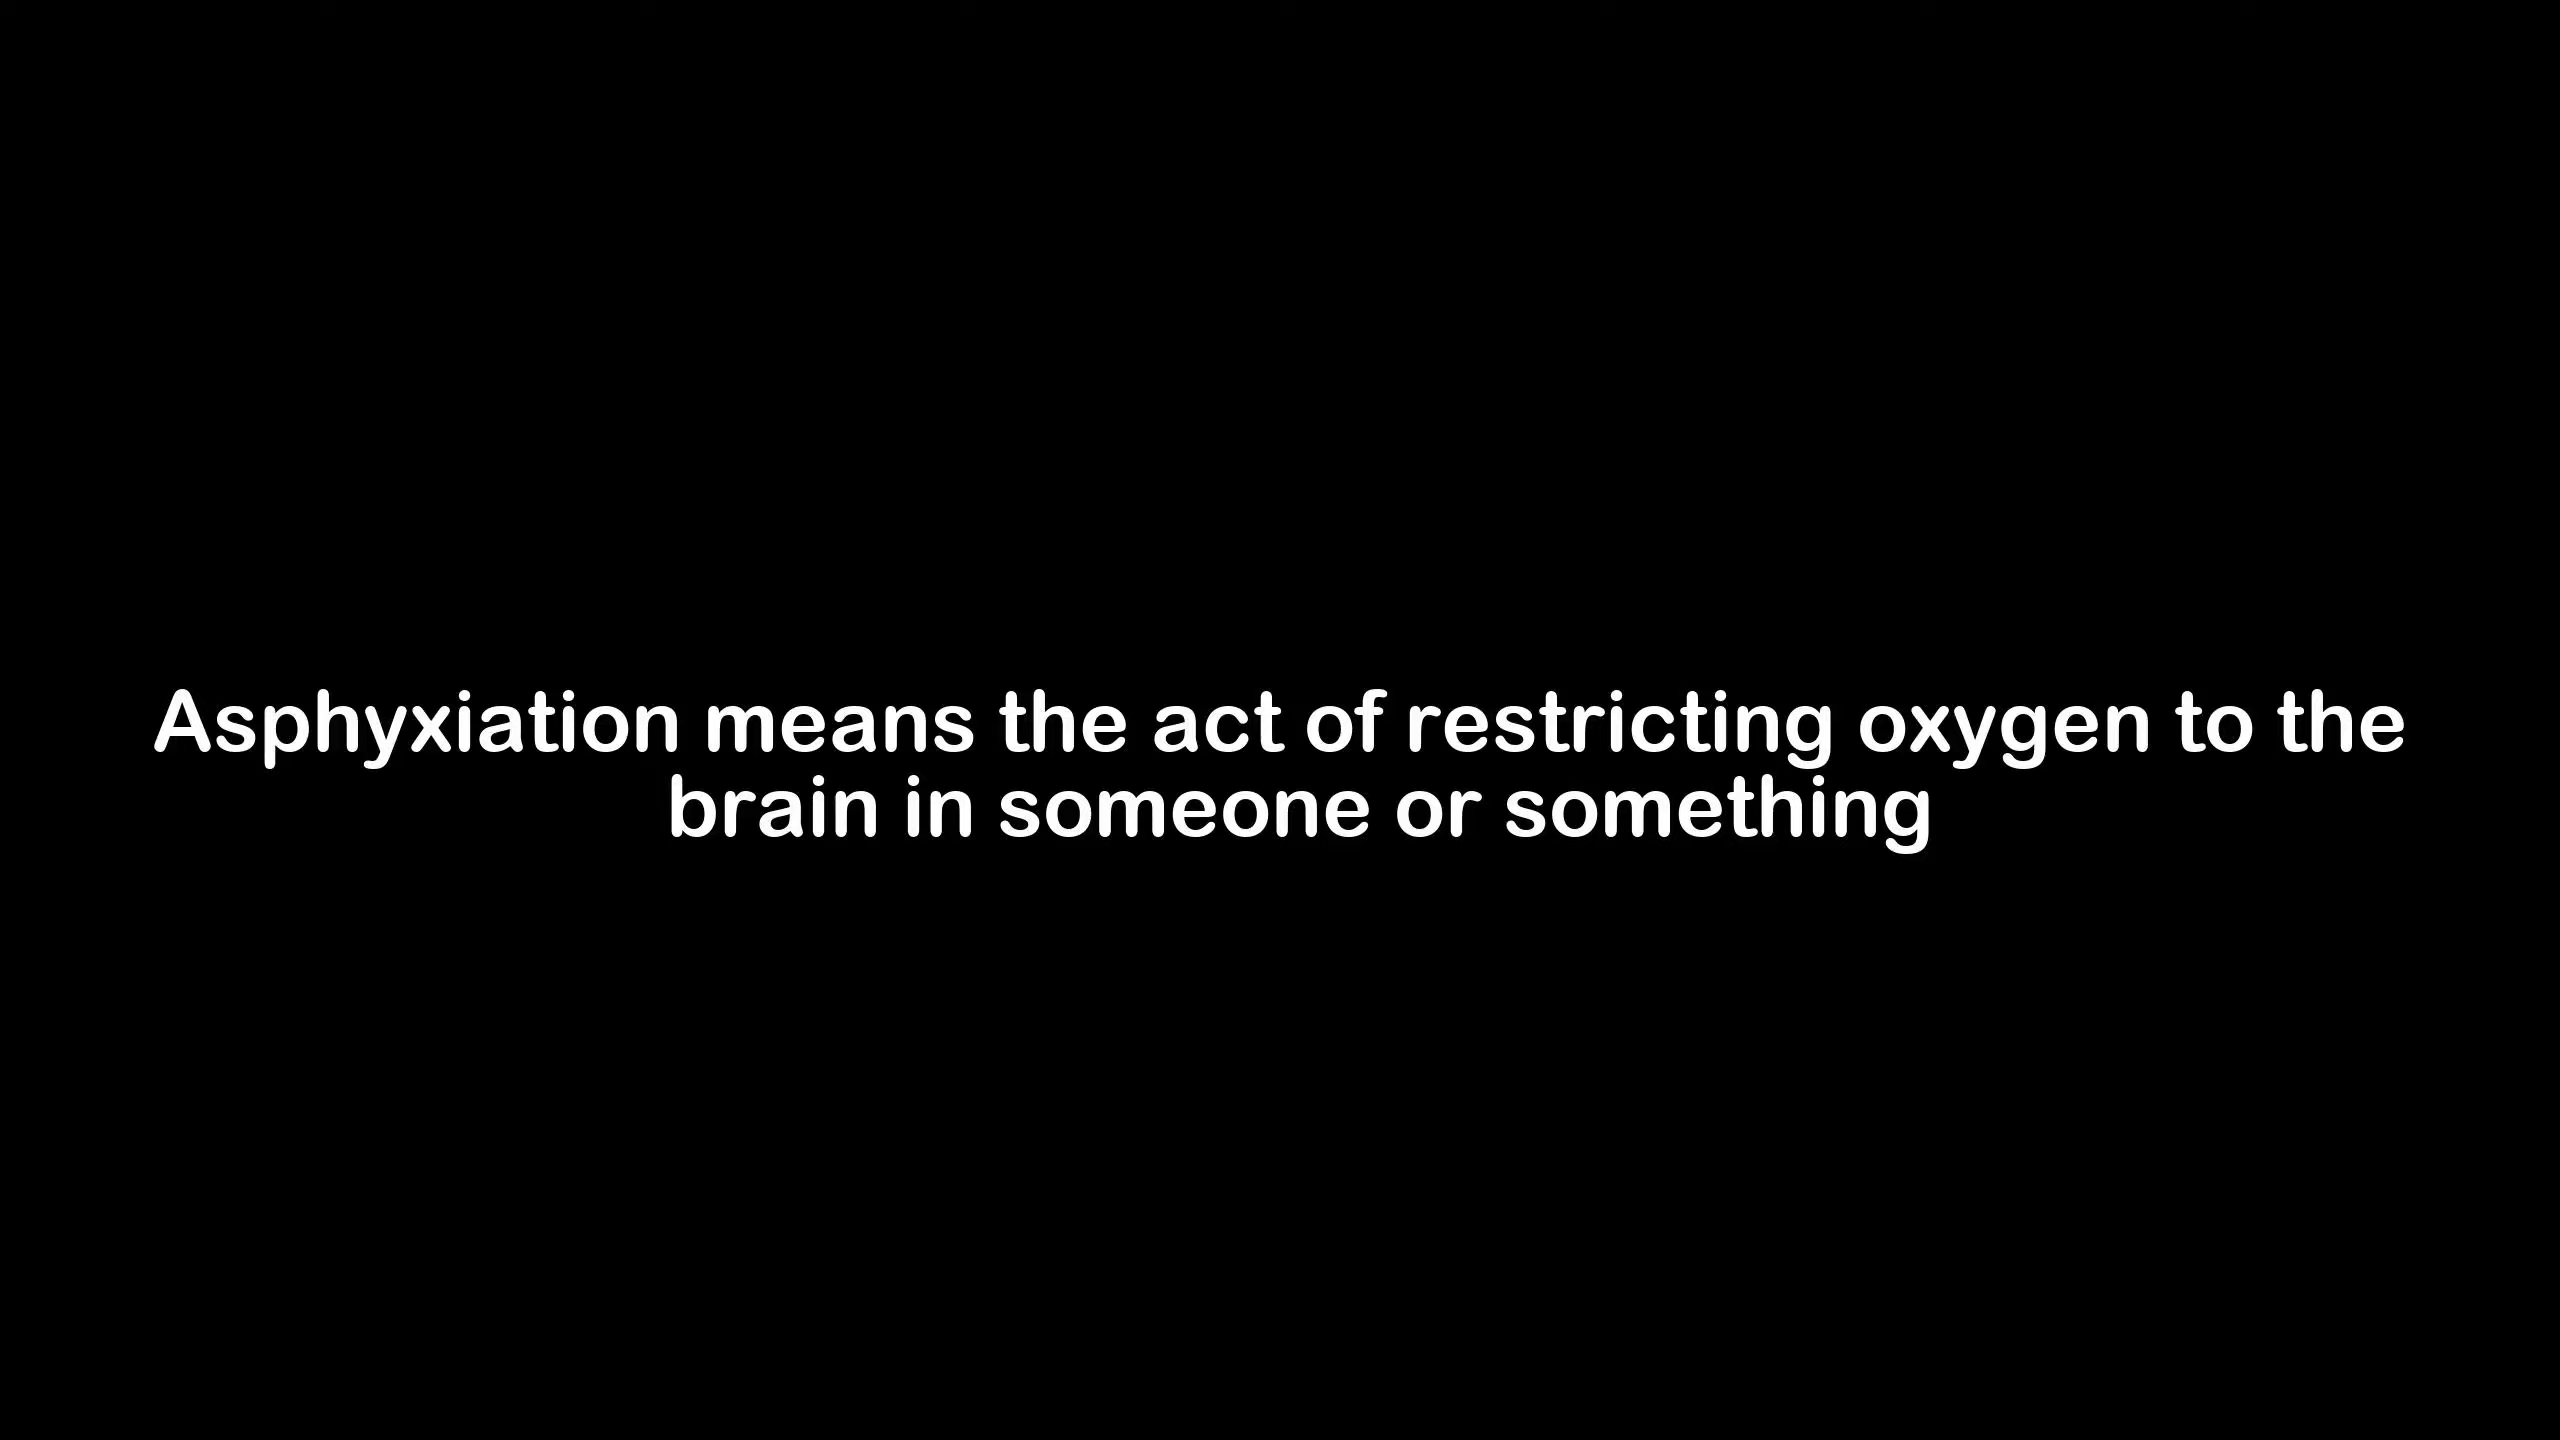 Asphyxiation means the act of restricting oxygen to the
brain in someone or something